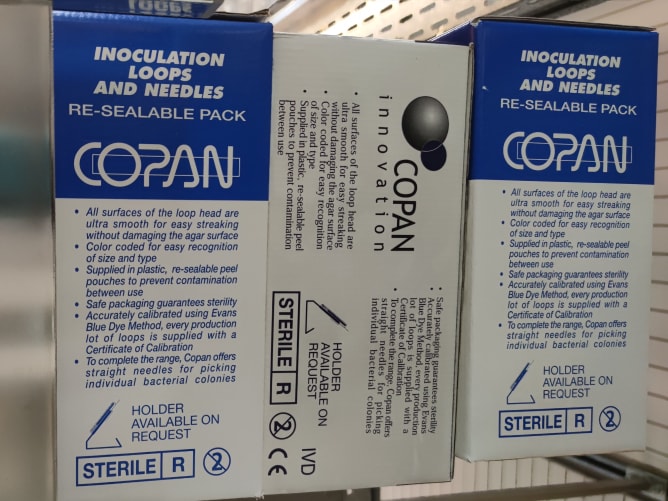 INOCULATION
LOOPS
AND NEEDLES
RE-SEALABLE PACK
COPAN
• All surfaces of the loop head are
ultra smooth for easy streaking
without damaging the agar surface
• Color coded for easy recognition
of size and type
• Supplied in plastic, re-sealable peel
pouches to prevent contamination
between use
• Safe packaging guarantees sterility
• Accurately calibrated using Evans
Blue Dye Method, every production
lot of loops is supplied with a
Certificate of Calibration
• To complete the range, Copan offers
straight needles for picking
individual bacterial colonies
HOLDER
AVAILABLE ON
REQUEST
STERILE R
2
COPAN
innovation
• All surfaces of the loop head are
ultra smooth for easy streaking
without damaging the agar surface
• Color coded for easy recognition
of size and type
• Supplied in plastic, re-sealable peel
pouches to prevent contamination
between use
• Safe packaging guarantees sterility
• Accurately calibrated using Evans
Blue Dye Method, every production
lot of loops is supplied with a
Certificate of Calibration
• To complete the range, Copan offers
straight needles for picking
individual bacterial colonies
HOLDER
AVAILABLE ON
REQUEST
STERILE R
2
CE
IVD
INOCULATION
LOOPS
AND NEEDLES
RE-SEALABLE PACK
COPAN
• All surfaces of the loop head are
ultra smooth for easy streaking
without damaging the agar surface
• Color coded for easy recognition
of size and type
• Supplied in plastic, re-sealable peel
pouches to prevent contamination
between use
• Safe packaging guarantees sterility
• Accurately calibrated using Evans
Blue Dye Method, every production
lot of loops is supplied with a
Certificate of Calibration
• To complete the range, Copan offers
straight needles for picking
individual bacterial colonies
HOLDER
AVAILABLE ON
REQUEST
STERILE R
2